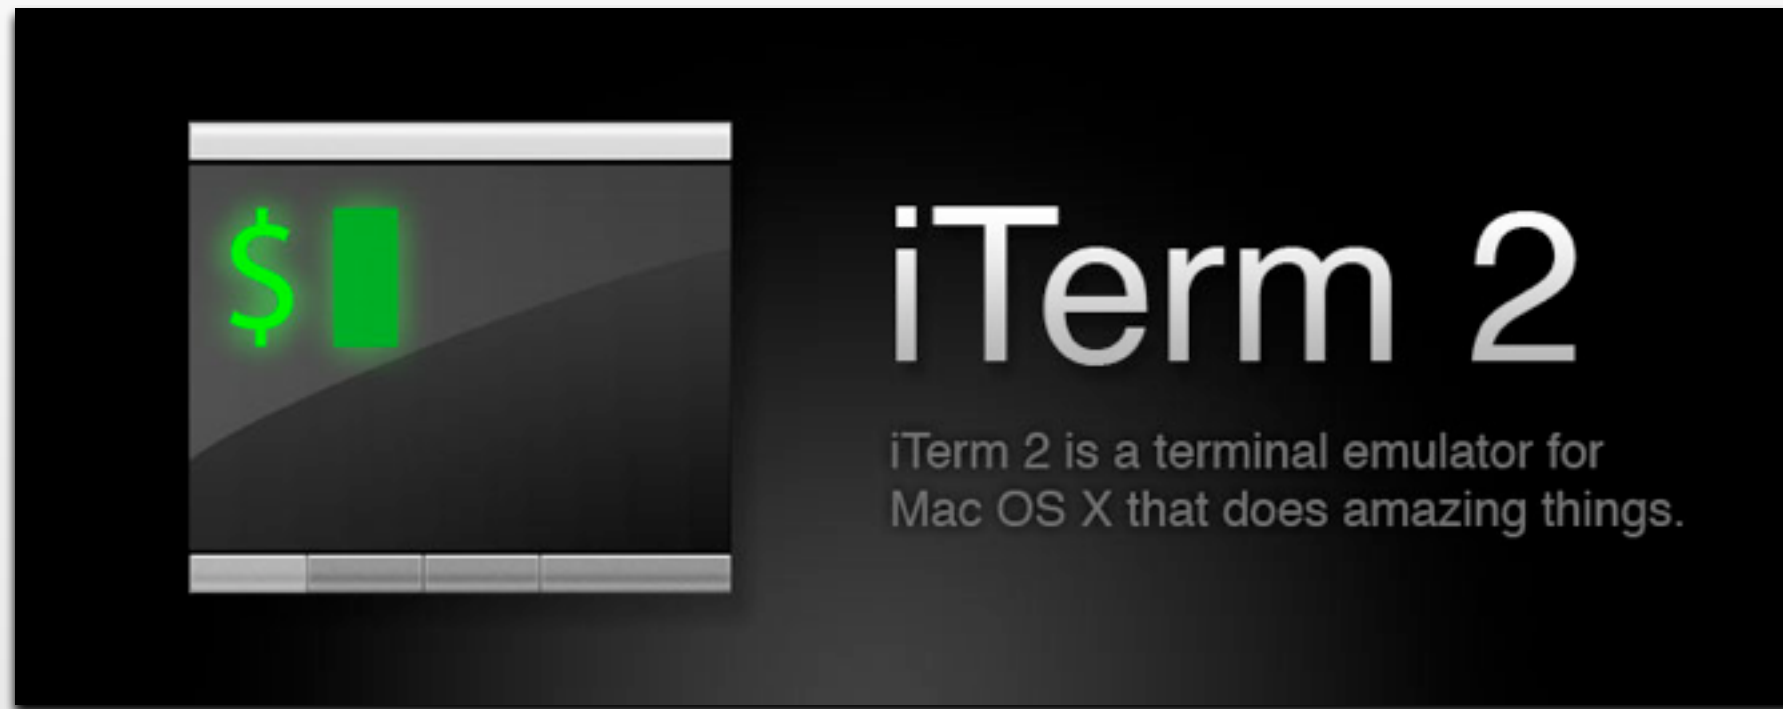 $
iTerm 2
iTerm 2 is a terminal emulator for
Mac OS X that does amazing things.